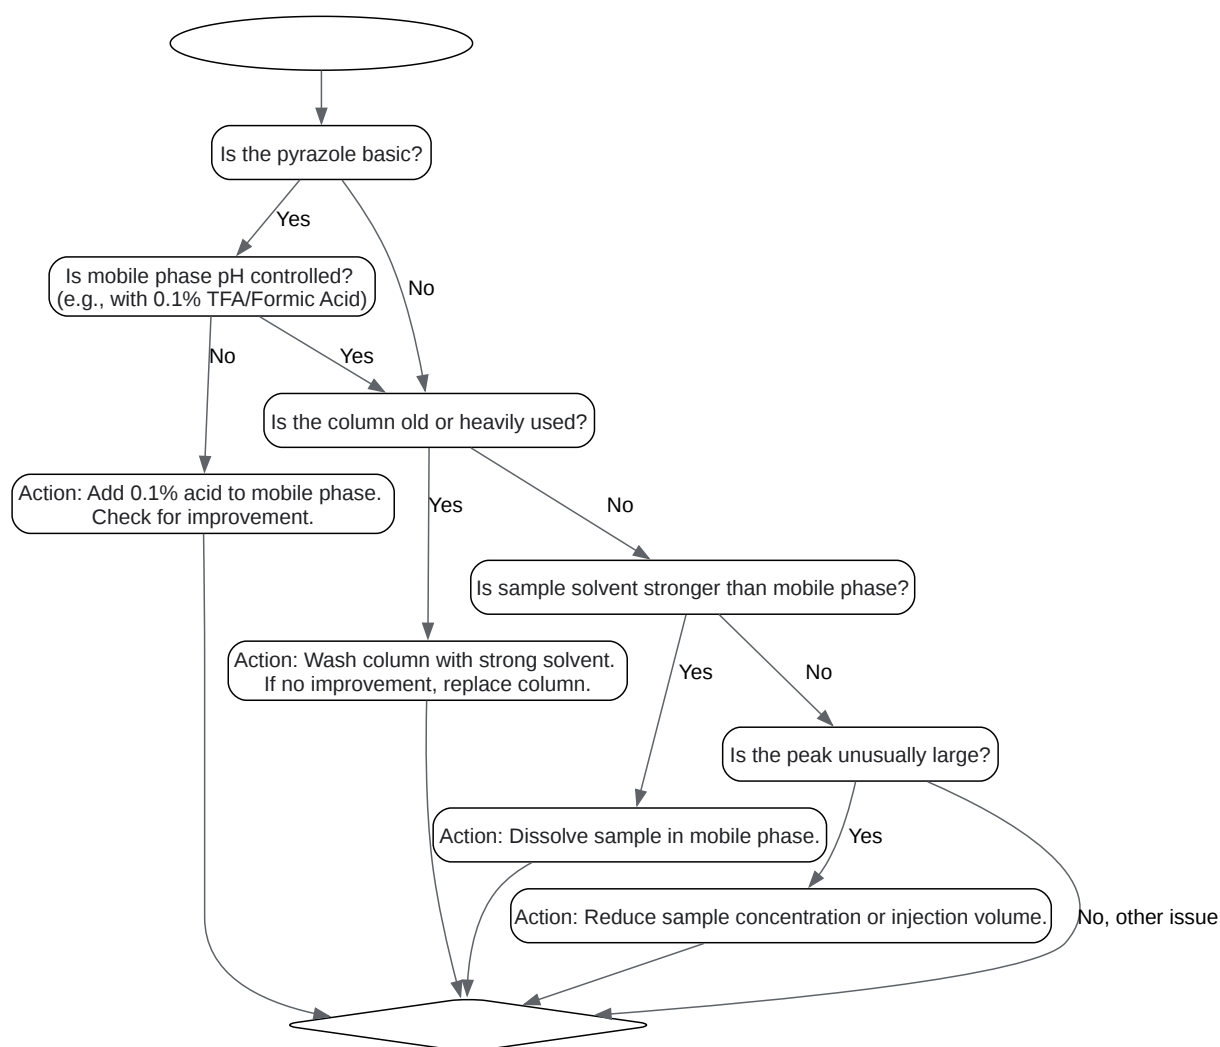 Is the pyrazole basic?
Yes
Is mobile phase pH controlled?
(e.g., with 0.1% TFA/Formic Acid)
No
No
Yes
Is the column old or heavily used?
Action: Add 0.1% acid to mobile phase.
Check for improvement.
Yes
No
Is sample solvent stronger than mobile phase?
Action: Wash column with strong solvent.
If no improvement, replace column.
Yes
No
Is the peak unusually large?
Action: Dissolve sample in mobile phase.
Yes
Action: Reduce sample concentration or injection volume.
No, other issue